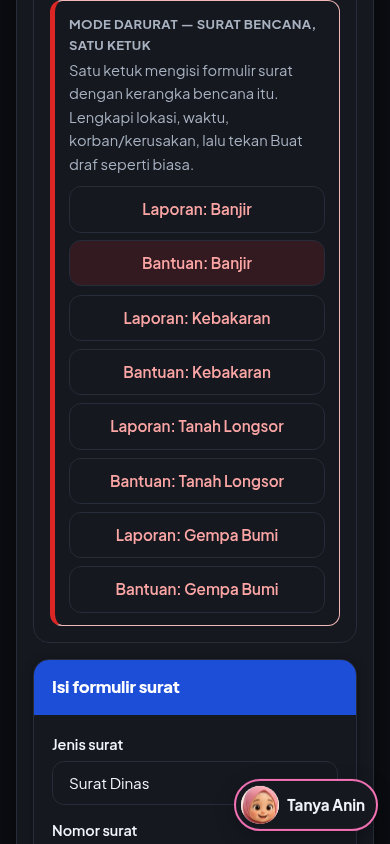 MODE DARURAT — SURAT BENCANA,
SATU KETUK
Satu ketuk mengisi formulir surat
dengan kerangka bencana itu.
Lengkapi lokasi, waktu,
korban/kerusakan, lalu tekan Buat
draf seperti biasa.
Laporan: Banjir
Bantuan: Banjir
Laporan: Kebakaran
Bantuan: Kebakaran
Laporan: Tanah Longsor
Bantuan: Tanah Longsor
Laporan: Gempa Bumi
Bantuan: Gempa Bumi
Isi formulir surat
Jenis surat
Surat Dinas
Tanya Anin
Nomor surat